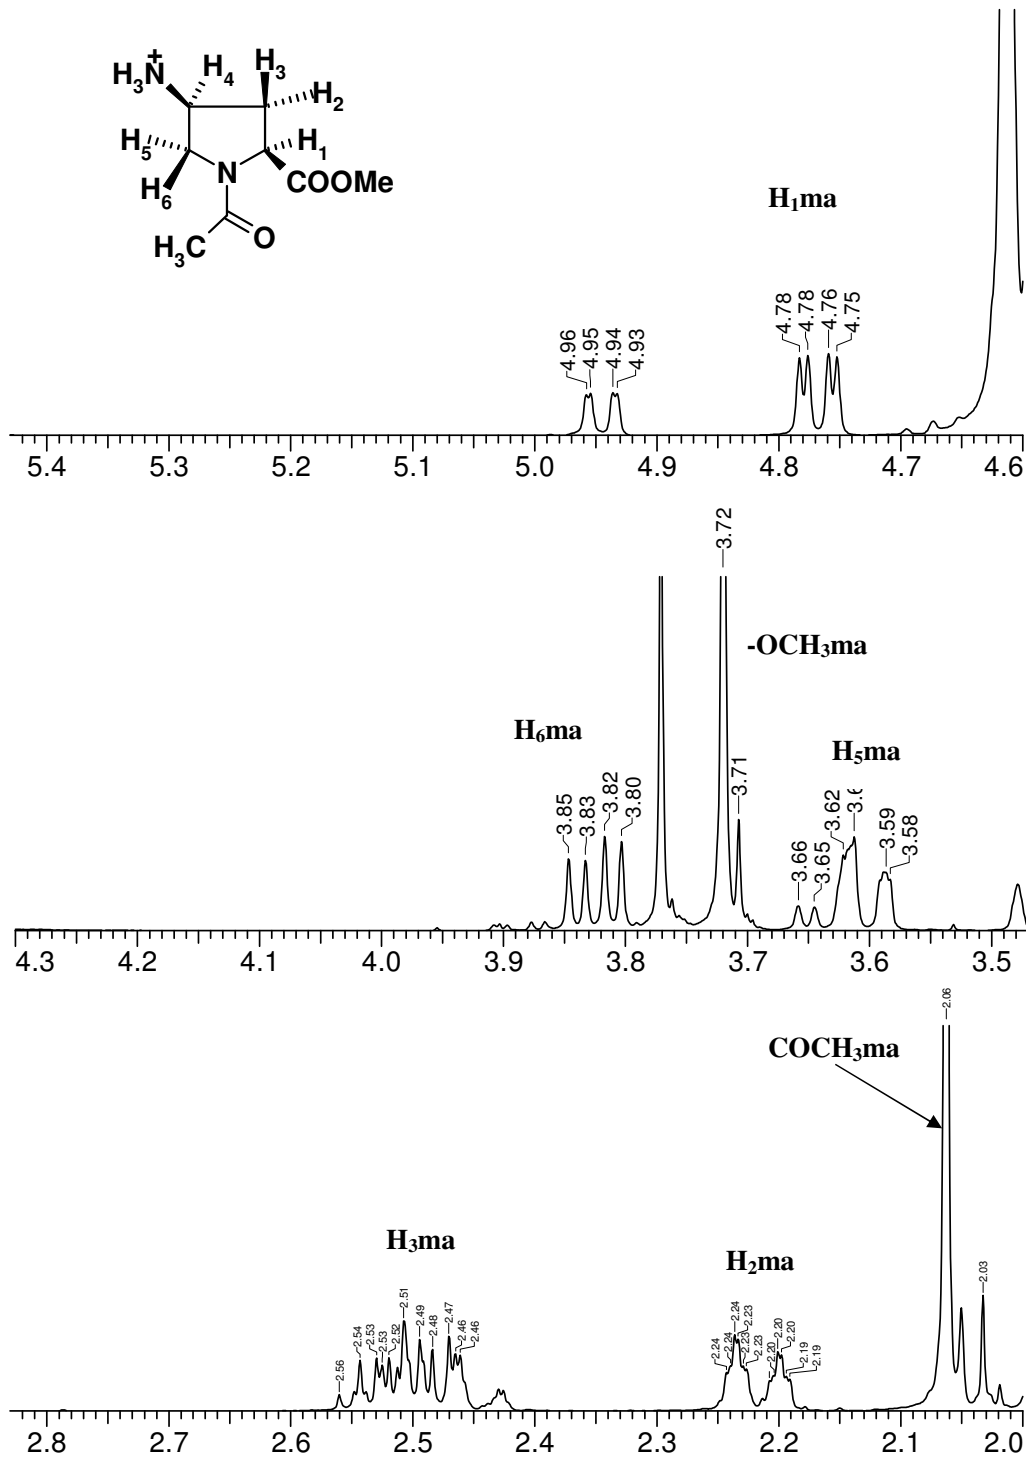 H3N+ H4 H3 H2
H5 H1
N
H6 COOMe
H3C O
H1ma
4.96 4.95 4.94 4.93 4.78 4.78 4.76 4.75
5.4 5.3 5.2 5.1 5.0 4.9 4.8 4.7 4.6
3.72
-OCH3ma
H6ma H5ma
3.85 3.83 3.82 3.80 3.71 3.66 3.65 3.62 3.6 3.59 3.58
4.3 4.2 4.1 4.0 3.9 3.8 3.7 3.6 3.5
2.06
COCH3ma
H3ma H2ma
2.56 2.54 2.53 2.53 2.52 2.51 2.49 2.48 2.47 2.46 2.46 2.24 2.24 2.24 2.23 2.23 2.23 2.20 2.20 2.20 2.19 2.19 2.03
2.8 2.7 2.6 2.5 2.4 2.3 2.2 2.1 2.0